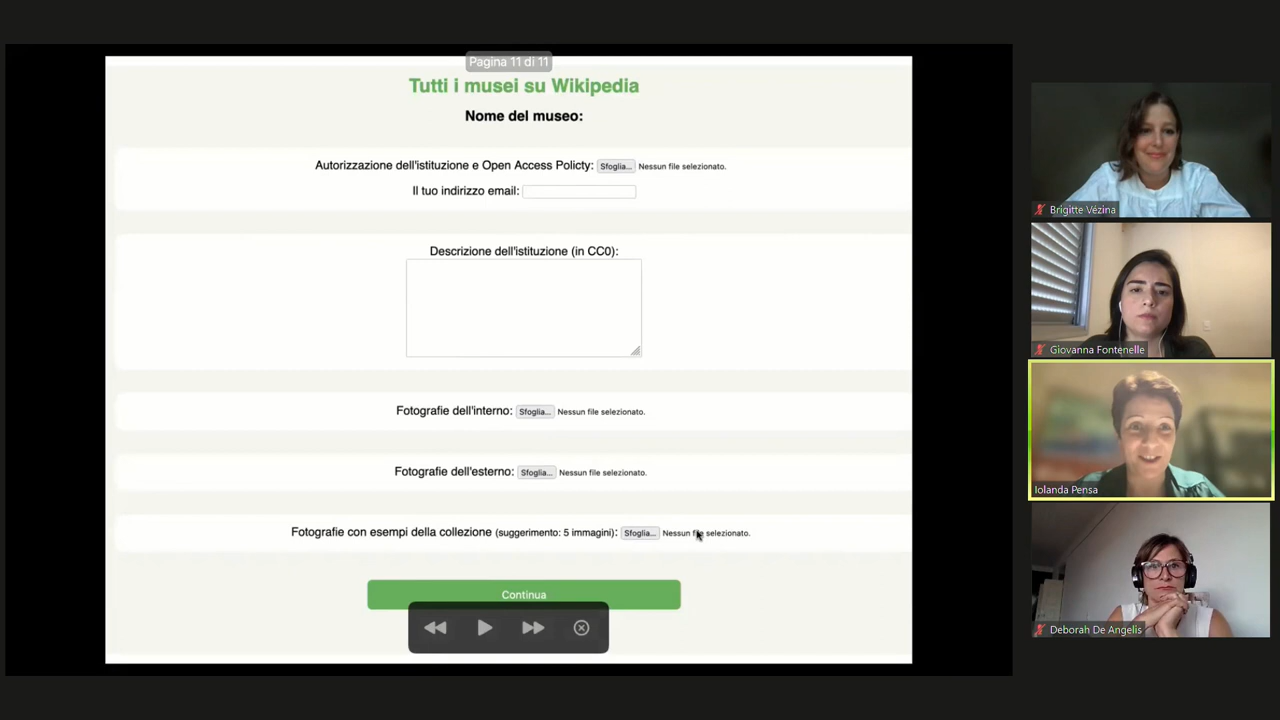 Pagina 11 di 11
Tutti i musei su Wikipedia
Nome del museo:
Autorizzazione dell'istituzione e Open Access Policty: Sfoglia... Nessun file selezionato.
Il tuo indirizzo email:
Descrizione dell'istituzione (in CC0):
Fotografie dell'interno: Sfoglia... Nessun file selezionato.
Fotografie dell'esterno: Sfoglia... Nessun file selezionato.
Fotografie con esempi della collezione (suggerimento: 5 immagini): Sfoglia... Nessun file selezionato.
Continua
Brigitte Vézina
Giovanna Fontenelle
Iolanda Pensa
Deborah De Angelis